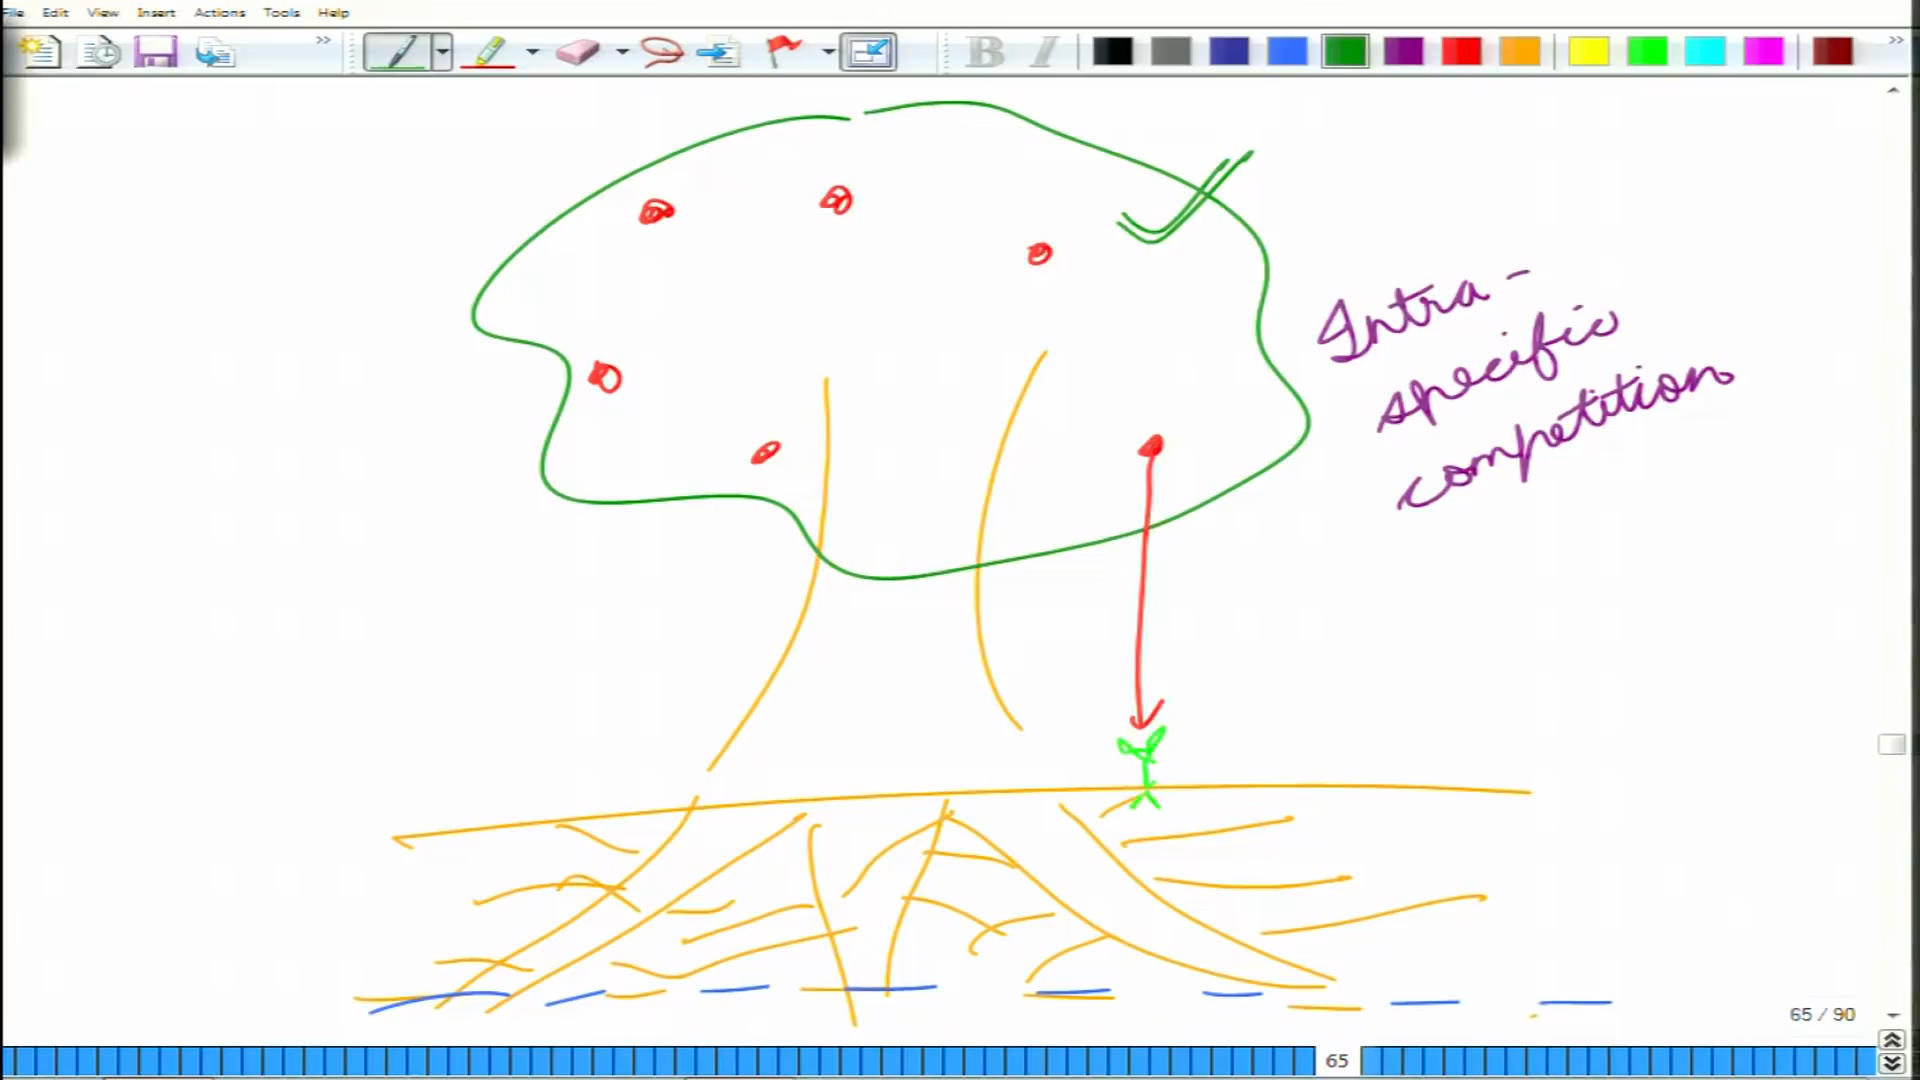 File Edit View Insert Actions Tools Help
B I
Intra-
specific
competition
65 / 90
65